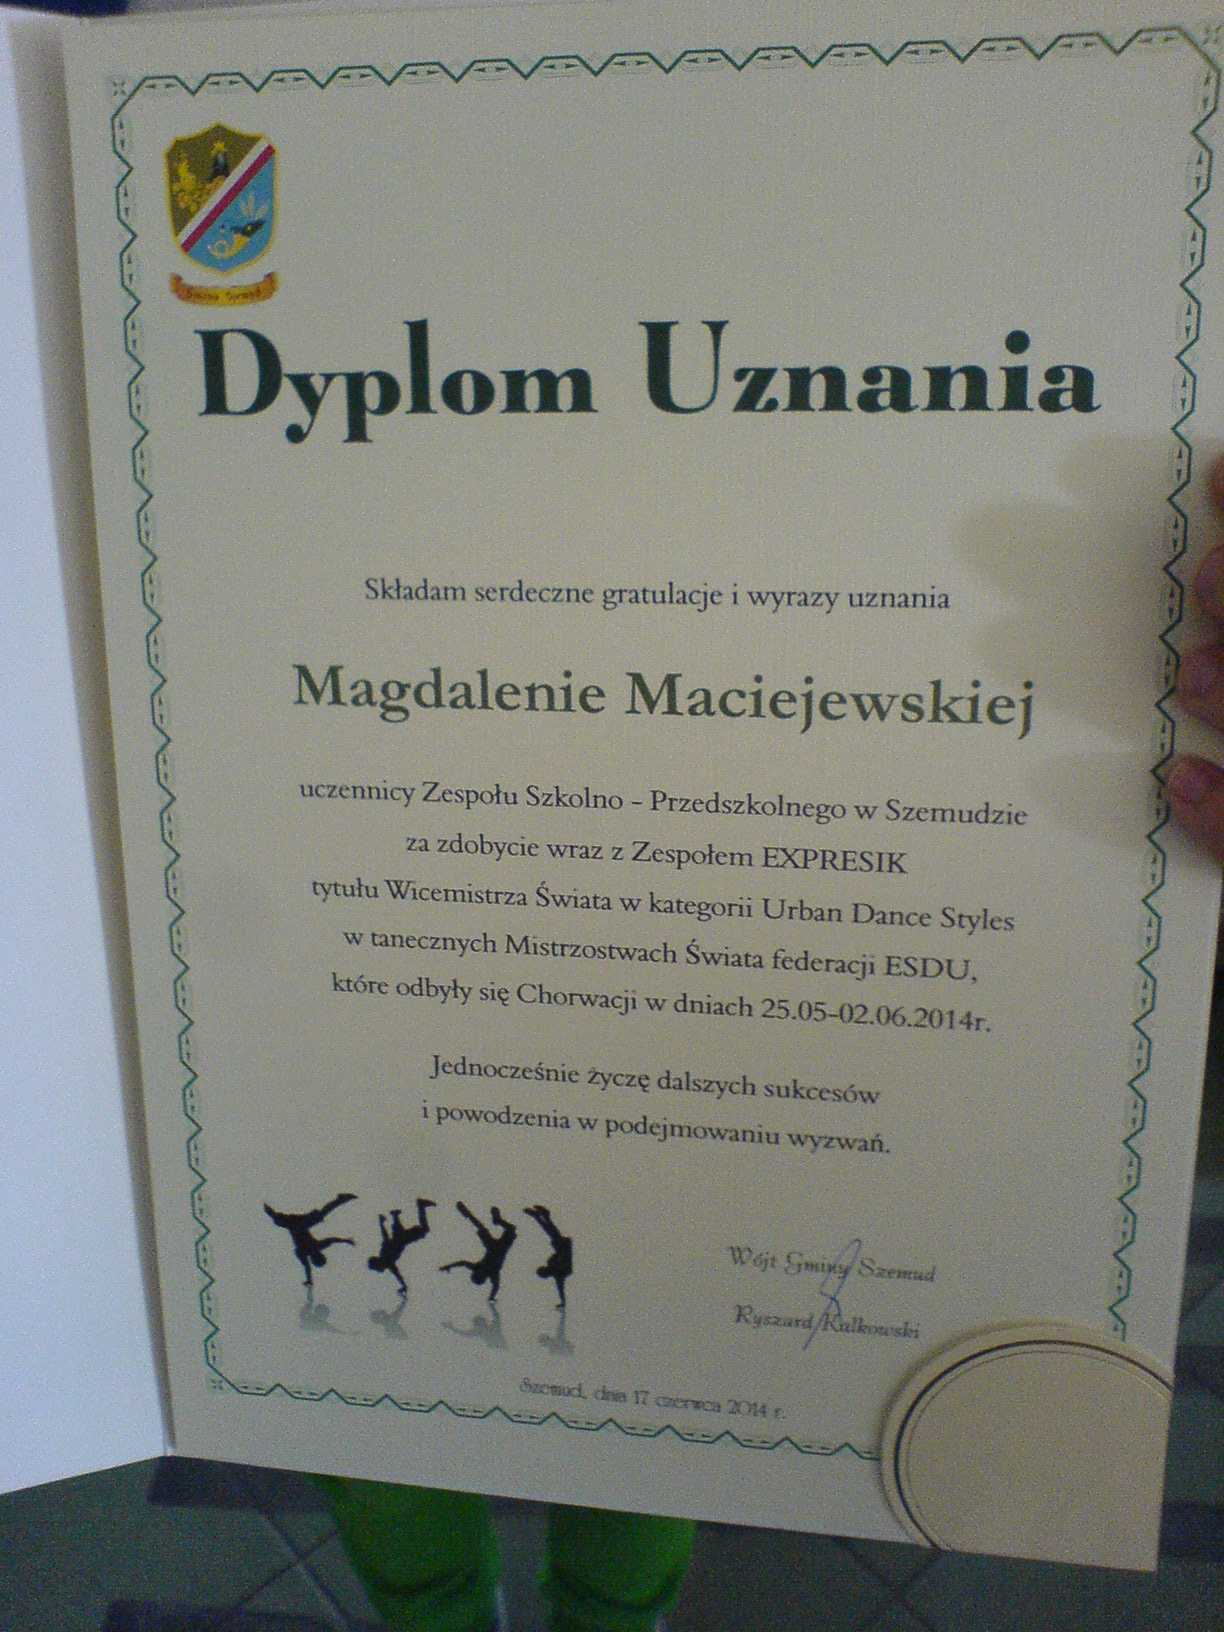 Gmina Szemud
Dyplom Uznania
Składam serdeczne gratulacje i wyrazy uznania
Magdalenie Maciejewskiej
uczennicy Zespołu Szkolno - Przedszkolnego w Szemudzie
za zdobycie wraz z Zespołem EXPRESIK
tytułu Wicemistrza Świata w kategorii Urban Dance Styles
w tanecznych Mistrzostwach Świata federacji ESDU,
które odbyły się Chorwacji w dniach 25.05-02.06.2014r.
Jednocześnie życzę dalszych sukcesów
i powodzenia w podejmowaniu wyzwań.
Wójt Gminy Szemud
Ryszard Kalkowski
Szemud, dnia 17 czerwca 2014 r.